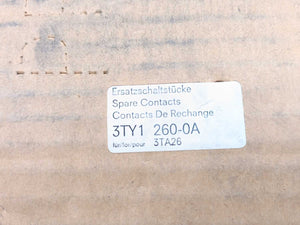 Ersatzschaltstücke
Spare Contacts
Contacts De Rechange
3TY1 260-0A
für/for/pour 3TA26